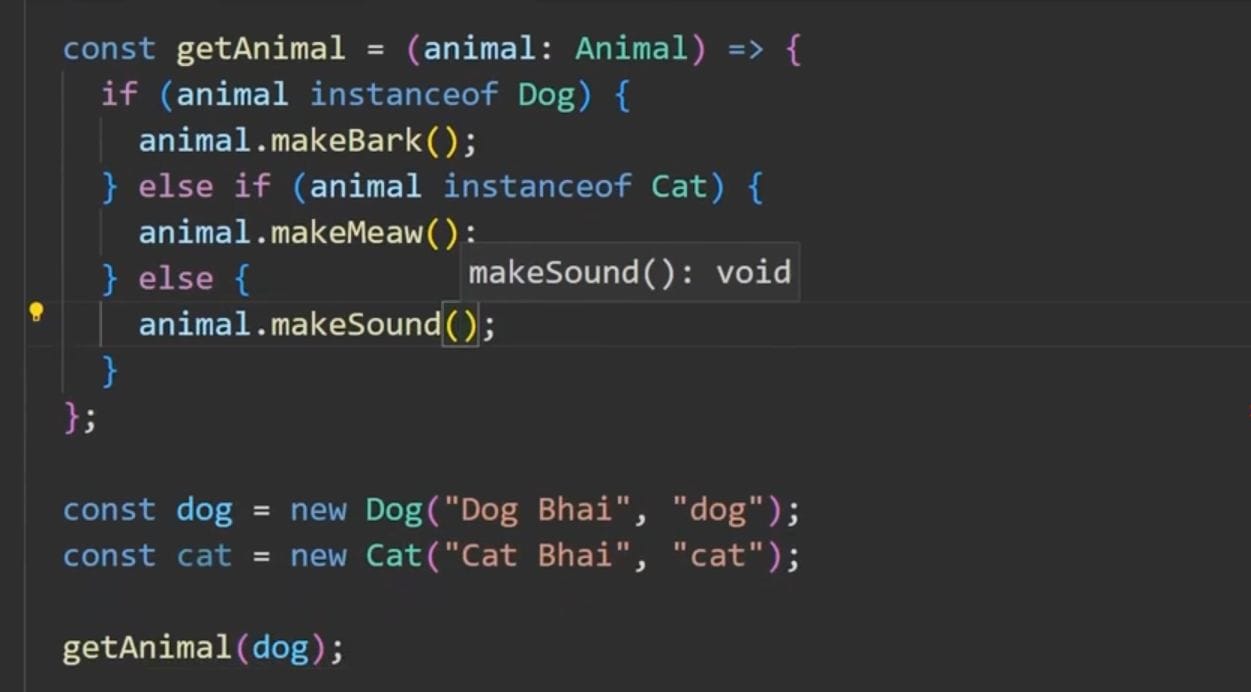 const getAnimal = (animal: Animal) => {
if (animal instanceof Dog) {
animal.makeBark();
} else if (animal instanceof Cat) {
animal.makeMeaw();
} else {
makeSound(): void
animal.makeSound();
}
};
const dog = new Dog("Dog Bhai", "dog");
const cat = new Cat("Cat Bhai", "cat");
getAnimal(dog);